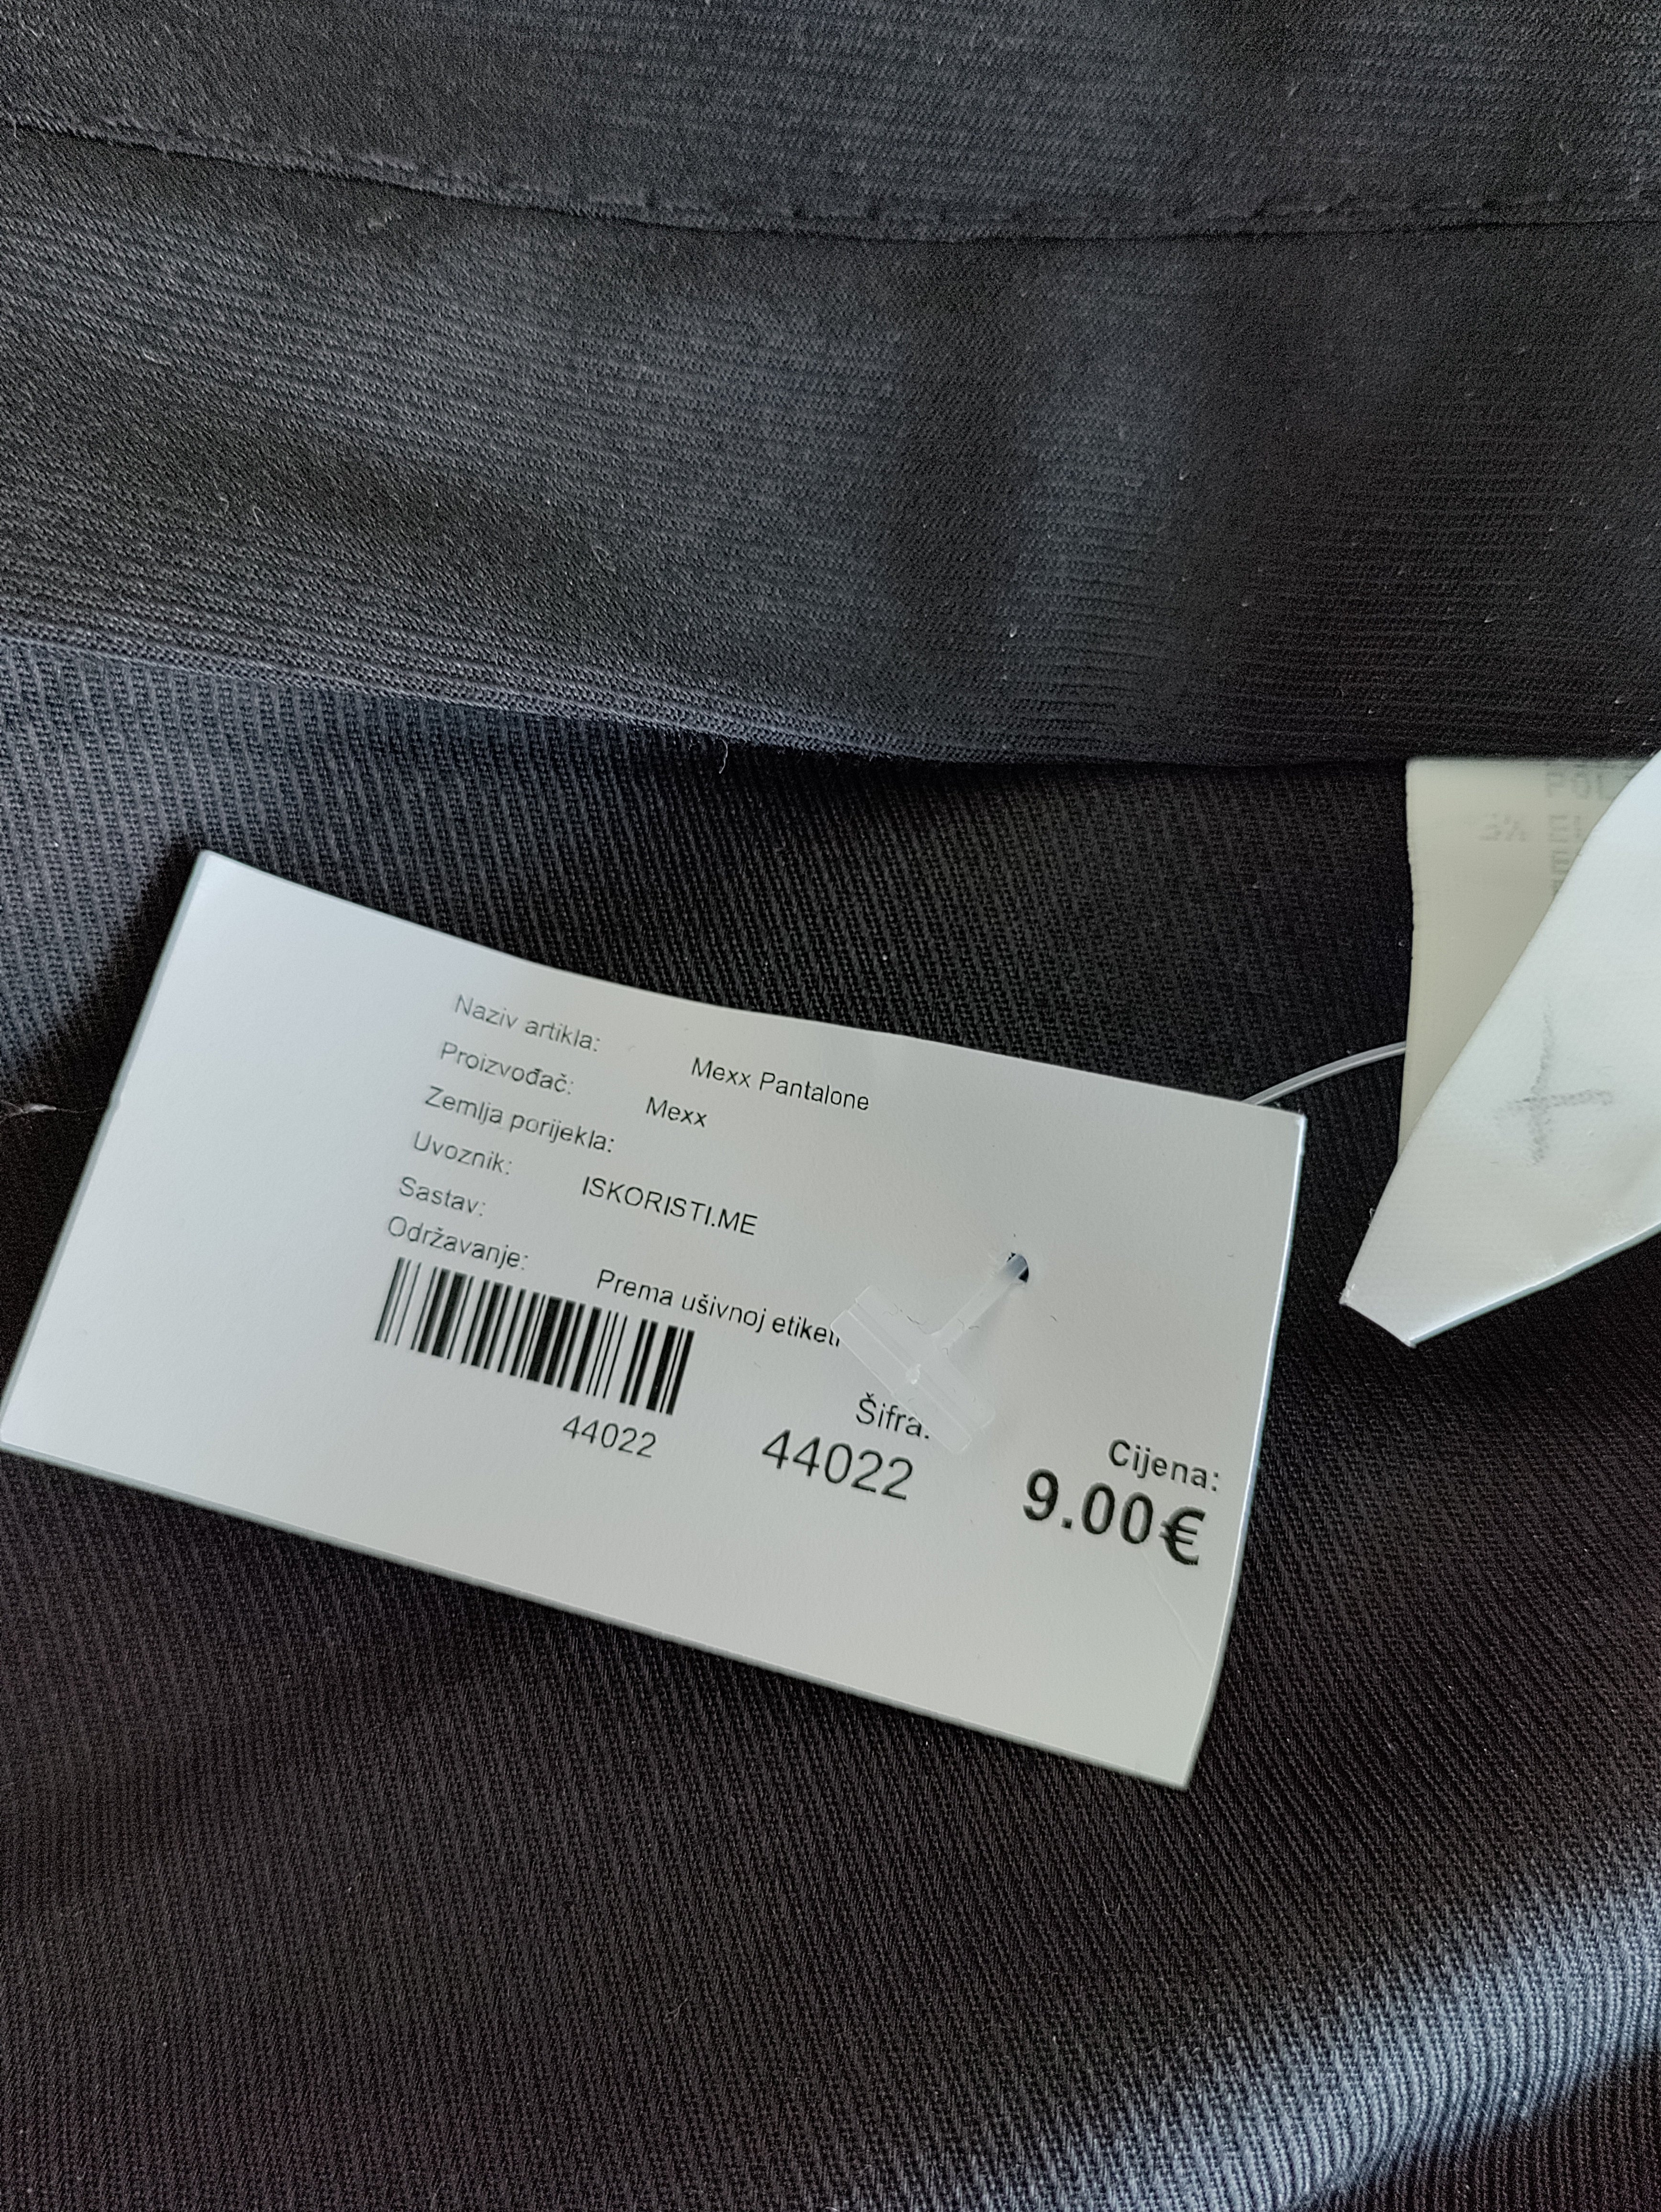 Naziv artikla: Mexx Pantalone
Proizvođač: Mexx
Zemlja porijekla:
Uvoznik: ISKORISTI.ME
Sastav:
Održavanje: Prema ušivnoj etiketi
44022
Šifra:
44022
Cijena:
9.00€